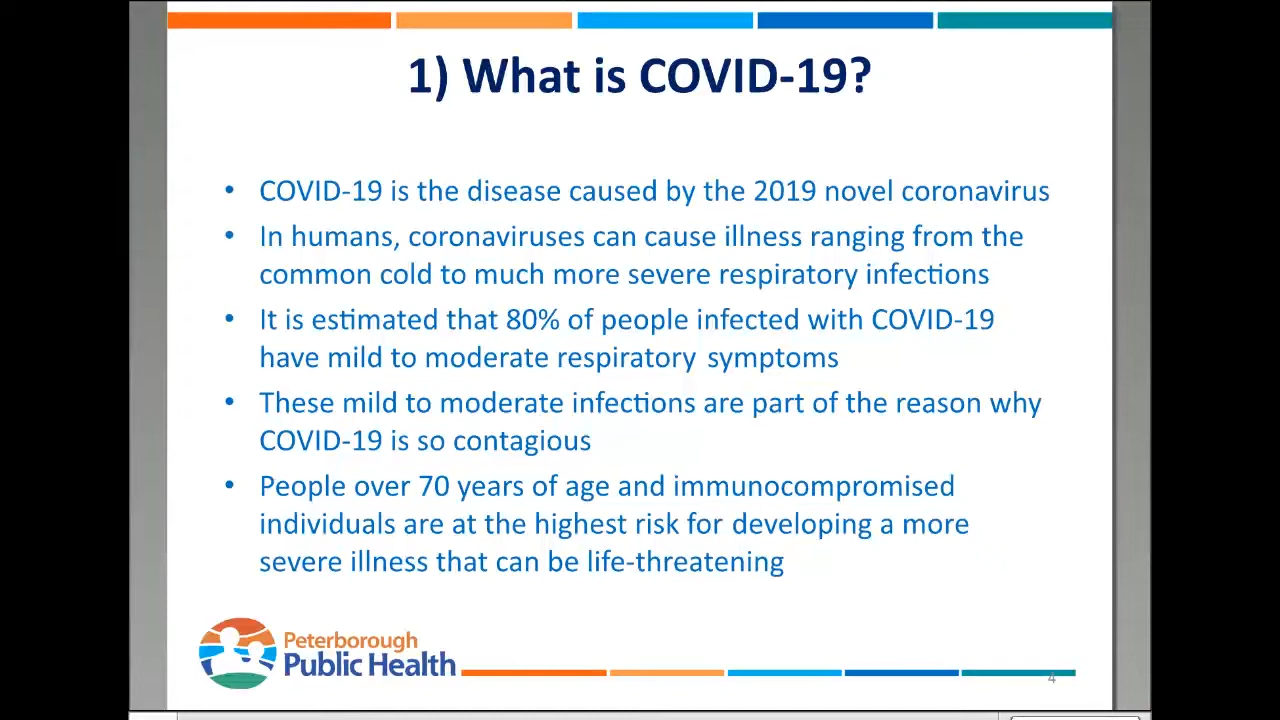 1) What is COVID-19?
• COVID-19 is the disease caused by the 2019 novel coronavirus
• In humans, coronaviruses can cause illness ranging from the
common cold to much more severe respiratory infections
• It is estimated that 80% of people infected with COVID-19
have mild to moderate respiratory symptoms
• These mild to moderate infections are part of the reason why
COVID-19 is so contagious
• People over 70 years of age and immunocompromised
individuals are at the highest risk for developing a more
severe illness that can be life-threatening
Peterborough
Public Health
4